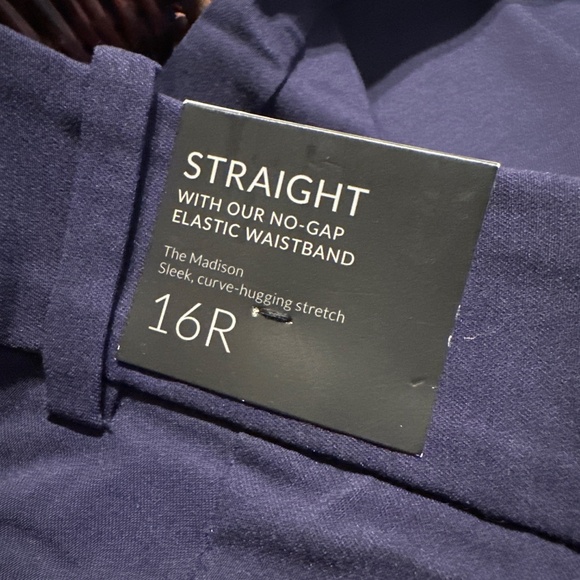 STRAIGHT
WITH OUR NO-GAP
ELASTIC WAISTBAND
The Madison
Sleek, curve-hugging stretch
16R